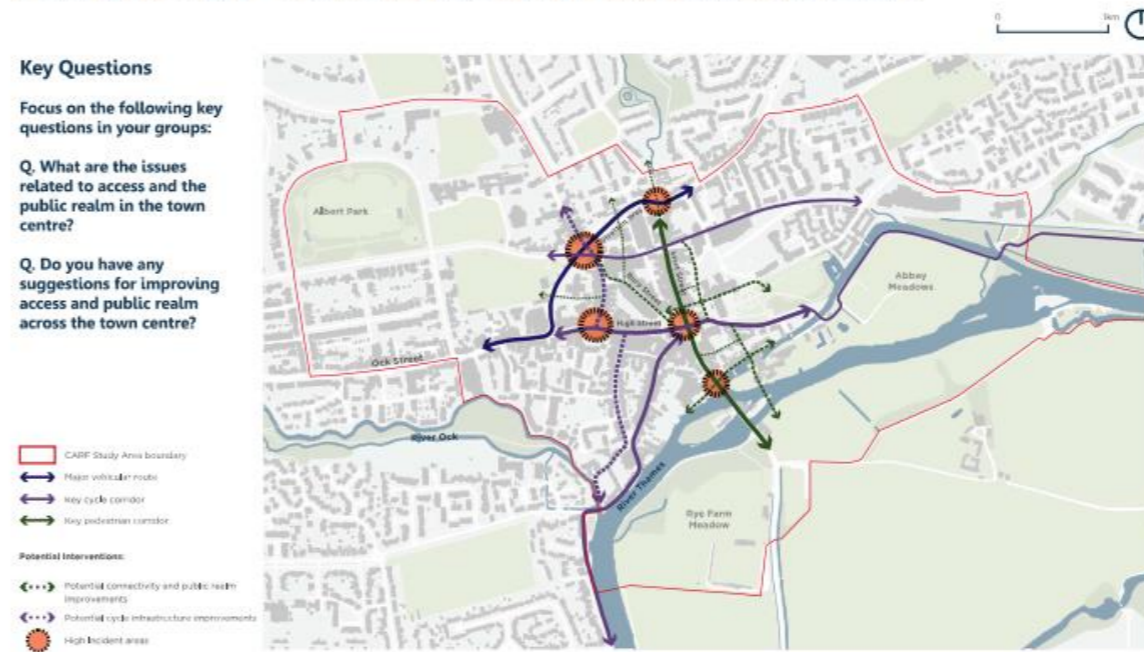 0 1km
Key Questions
Focus on the following key
questions in your groups:
Q. What are the issues
related to access and the
public realm in the town
centre?
Q. Do you have any
suggestions for improving
access and public realm
across the town centre?
CARF Study Area boundary
Major vehicular route
Key cycle corridor
Key pedestrian corridor
Potential Interventions:
Potential connectivity and public realm
improvements
Potential cycle infrastructure improvements
High Incident areas
Albert Park
Abbey
Meadows
High Street
Ock Street
River Ock
River Thames
Rye Farm
Meadow